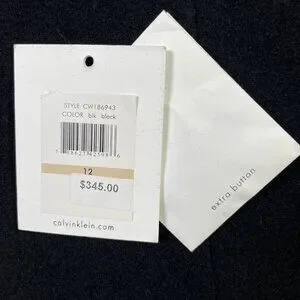 STYLE CW186943
COLOR blk black
12
$345.00
calvinklein.com
extra button